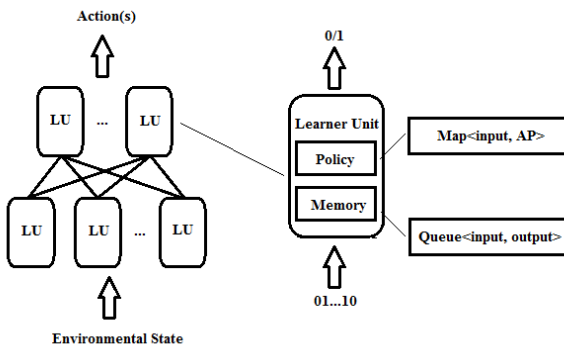 Action(s)
LU ... LU
LU LU ... LU
Environmental State
0/1
Learner Unit
Policy
Memory
01...10
Map<input, AP>
Queue<input, output>